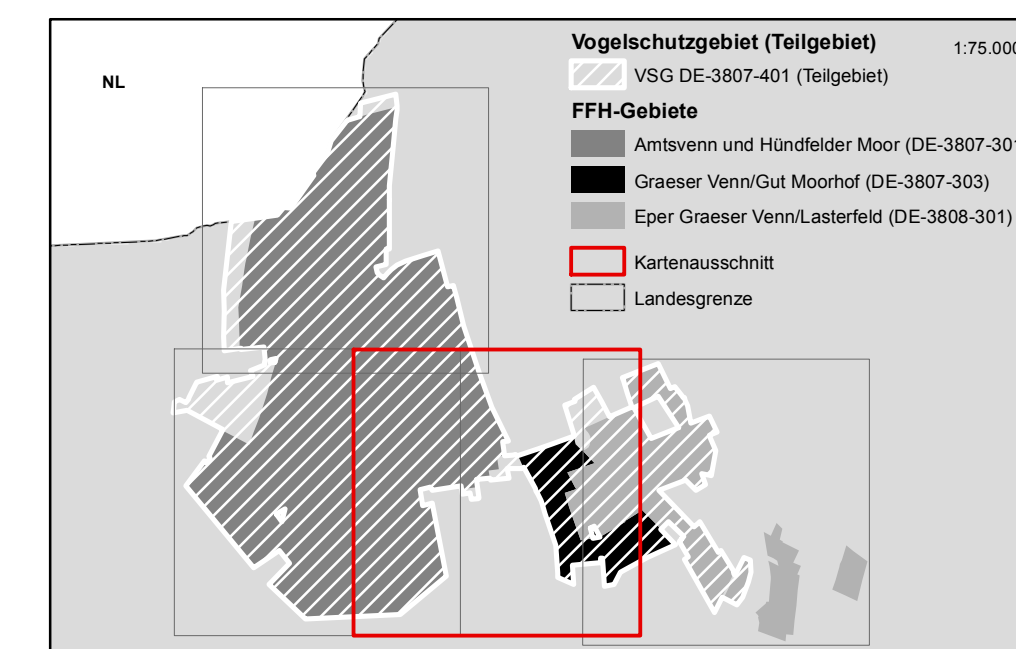 Vogelschutzgebiet (Teilgebiet)
1:75.000
NL
VSG DE-3807-401 (Teilgebiet)
FFH-Gebiete
Amtsvenn und Hündfelder Moor (DE-3807-301
Graeser Venn/Gut Moorhof (DE-3807-303)
Eper Graeser Venn/Lasterfeld (DE-3808-301)
Kartenausschnitt
Landesgrenze